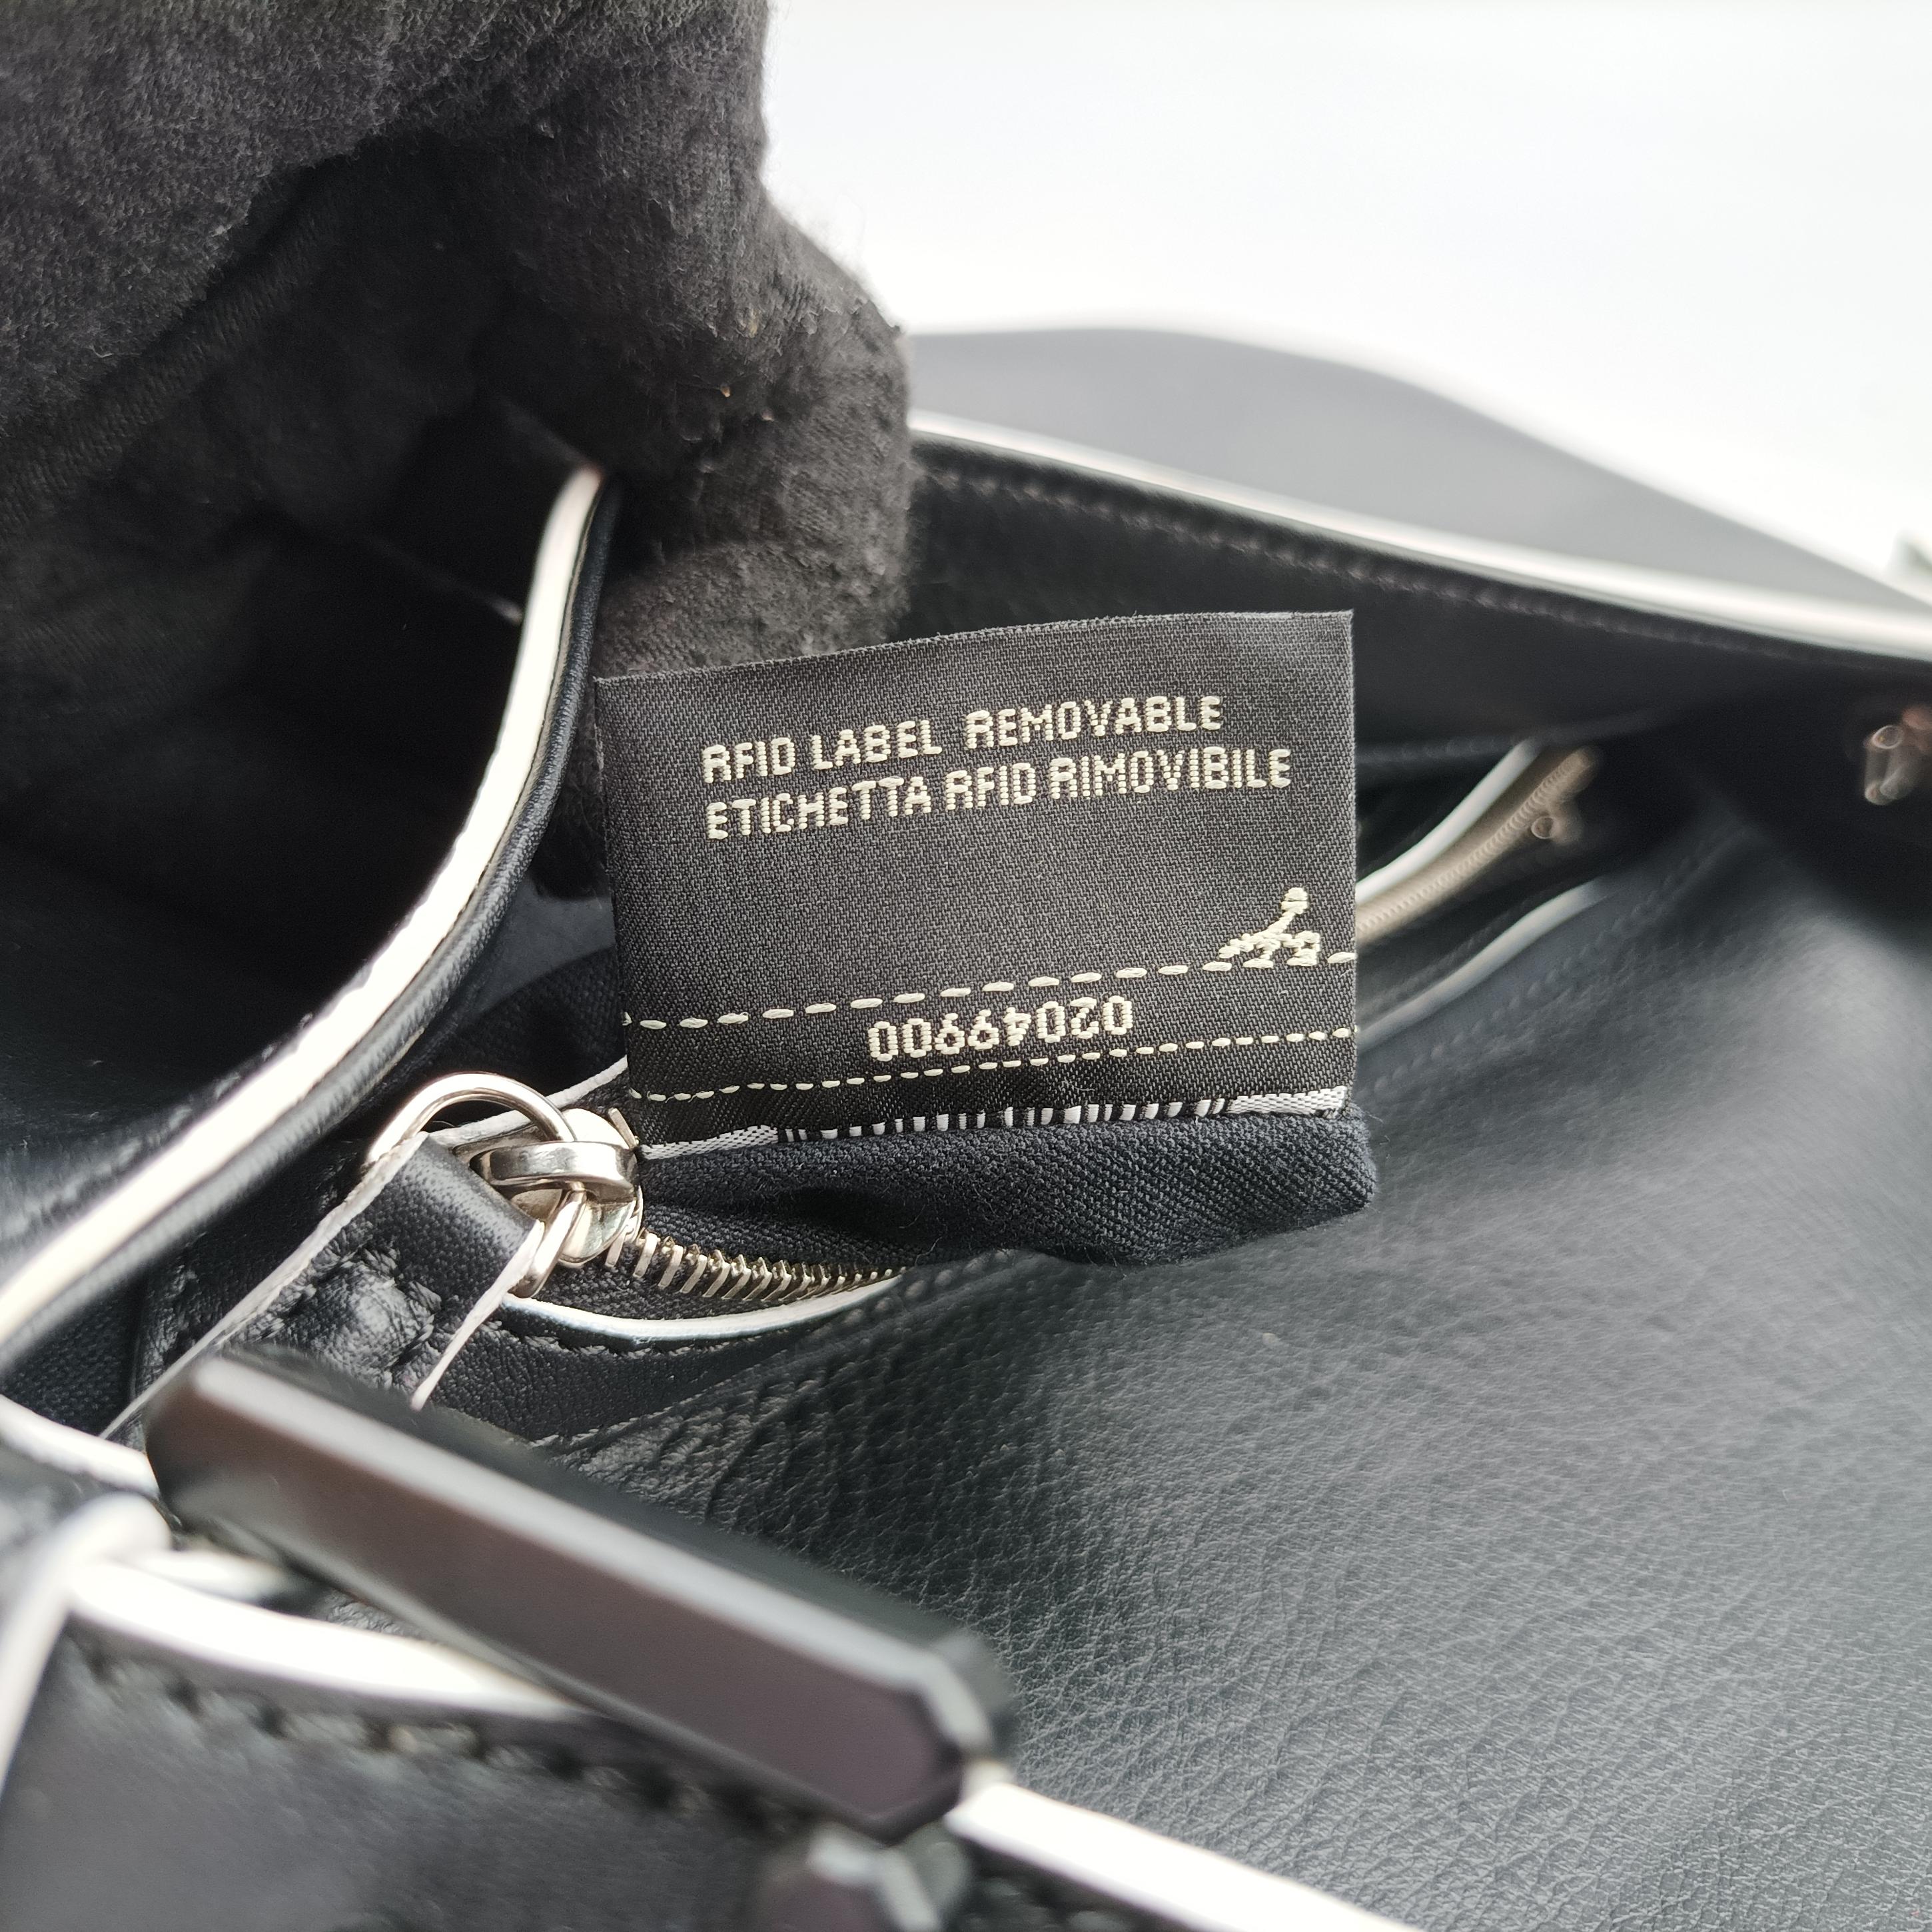 RFID LABEL REMOVABLE
ETICHETTA RFID RIMOVIBILE
02049900